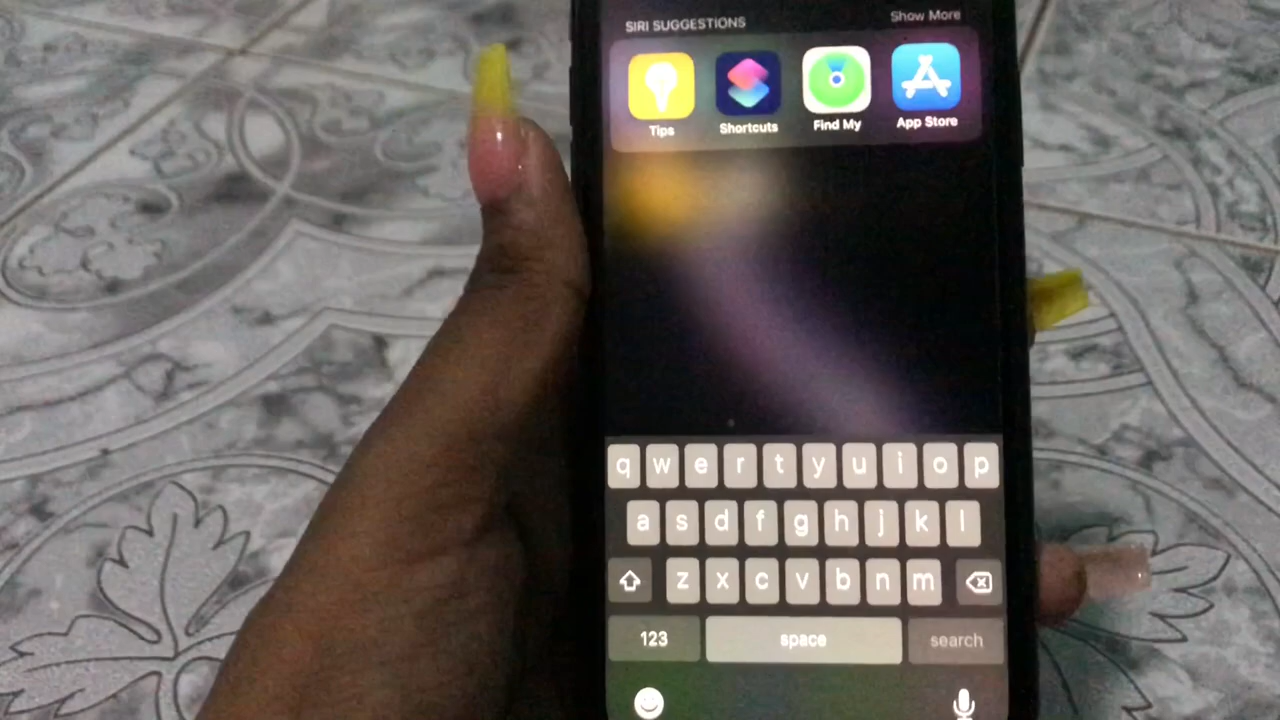 SIRI SUGGESTIONS Show More
Tips Shortcuts Find My App Store
q w e r t y u i o p
a s d f g h j k l
z x c v b n m
123 space search